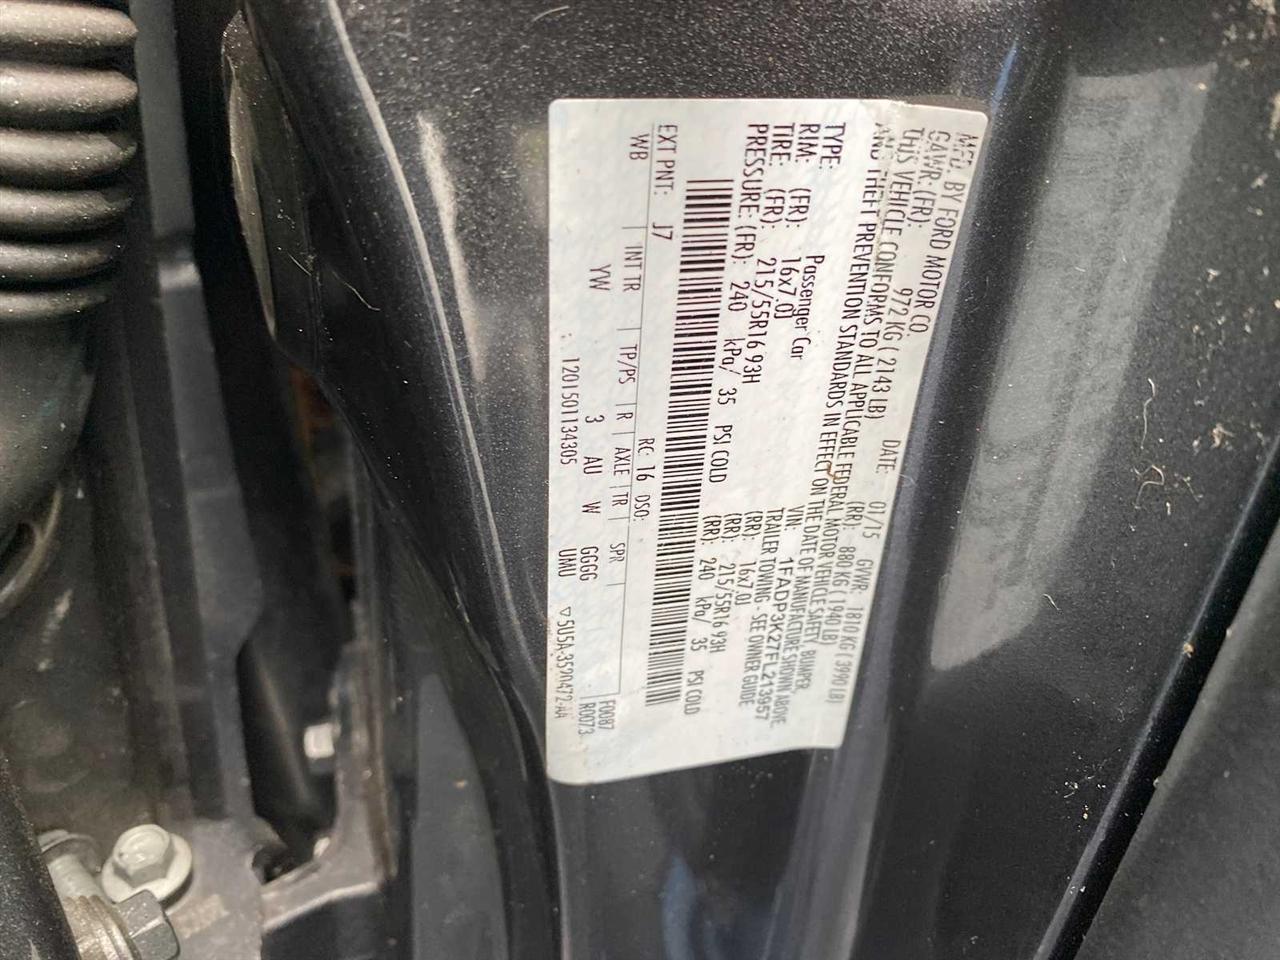 MFD. BY FORD MOTOR CO. DATE: 01/15 GVWR: 1810 KG ( 3990 LB)
GAWR: (FR): 972 KG ( 2143 LB) (RR): 880 KG ( 1940 LB)
THIS VEHICLE CONFORMS TO ALL APPLICABLE FEDERAL MOTOR VEHICLE SAFETY, BUMPER,
AND THEFT PREVENTION STANDARDS IN EFFECT ON THE DATE OF MANUFACTURE SHOWN ABOVE.
VIN: 1FADP3K27FL213957
TYPE: Passenger Car TRAILER TOWING - SEE OWNER GUIDE
RIM: (FR): 16x7.0J (RR): 16x7.0J
TIRE: (FR): 215/55R16 93H (RR): 215/55R16 93H
PRESSURE: (FR): 240 kPa/ 35 PSI COLD (RR): 240 kPa/ 35 PSI COLD
EXT PNT: J7 RC: 16 DSO: F0087
WB INT TR TP/PS R AXLE TR SPR R0073
YW 3 AU W GGGG
: 1201501134305 UMU ▽ 5U5A-3520472-AA